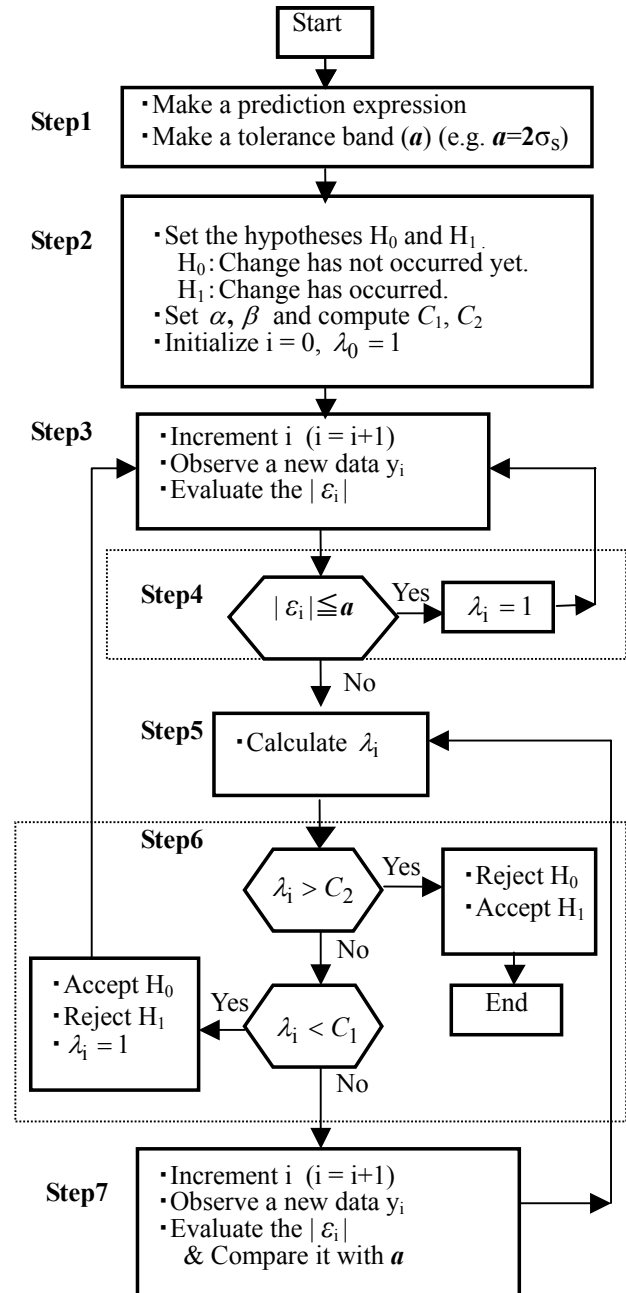 Start
Step1
・Make a prediction expression
・Make a tolerance band (a) (e.g. a=2σs)
Step2
・Set the hypotheses H0 and H1 .
H0: Change has not occurred yet.
H1: Change has occurred.
・Set α, β and compute C1, C2
・Initialize i = 0, λ0 = 1
Step3
・Increment i (i = i+1)
・Observe a new data yi
・Evaluate the | εi |
Step4
| εi |≦a
Yes
λi = 1
No
Step5
・Calculate λi
Step6
λi > C2
Yes
・Reject H0
・Accept H1
End
No
λi < C1
Yes
・Accept H0
・Reject H1
・λi = 1
No
Step7
・Increment i (i = i+1)
・Observe a new data yi
・Evaluate the | εi |
& Compare it with a